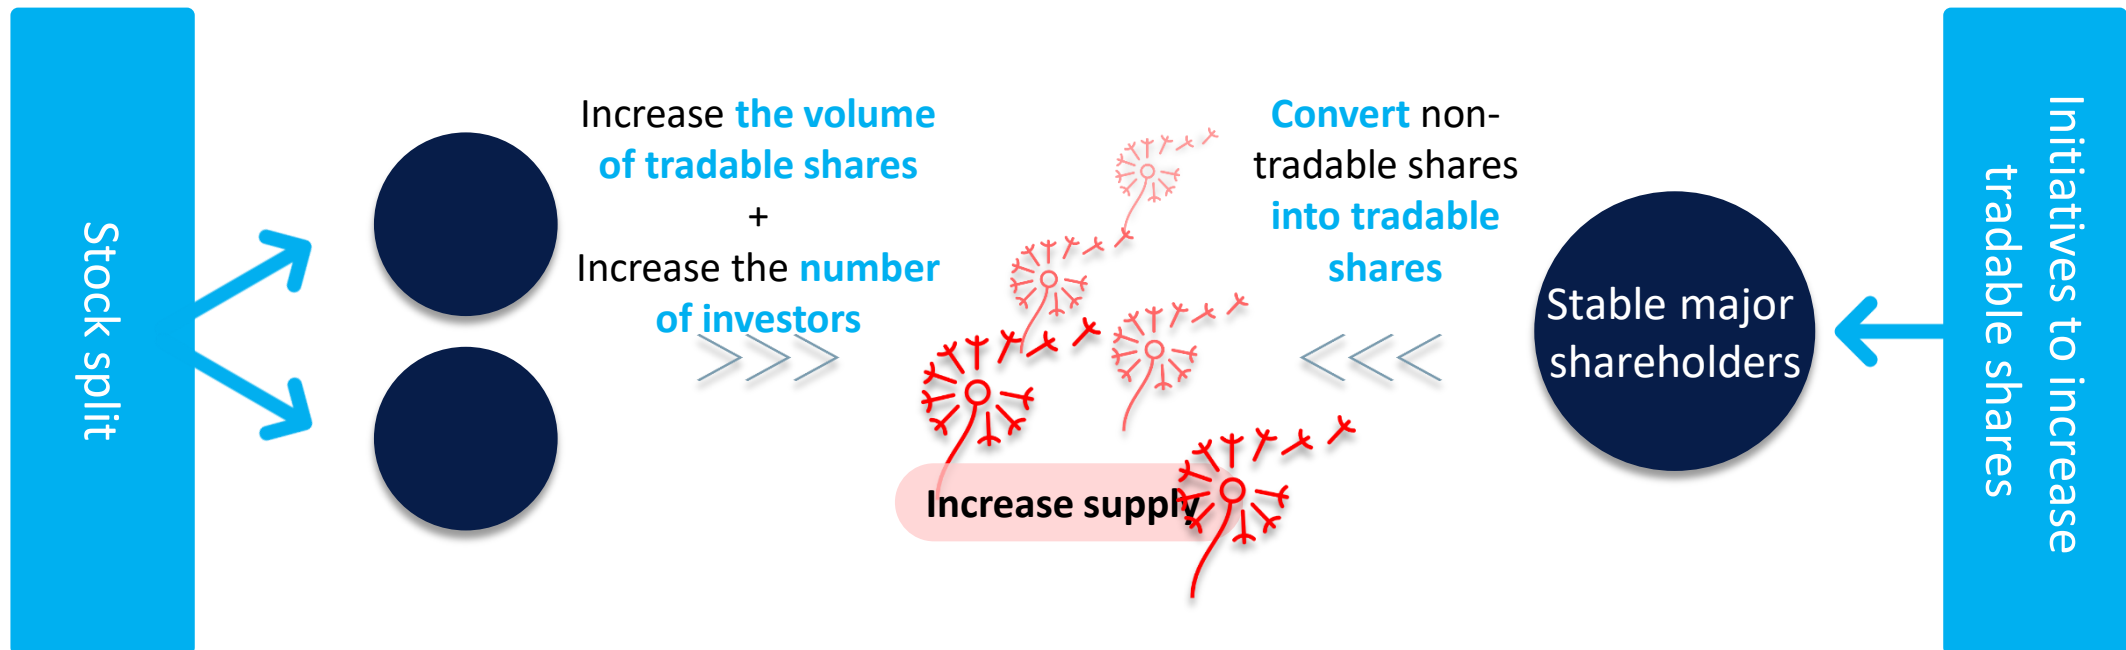 Stock split
Increase the volume
of tradable shares
+
Increase the number
of investors
Increase supply
Convert non-
tradable shares
into tradable
shares
Stable major
shareholders
Initiatives to increase
tradable shares